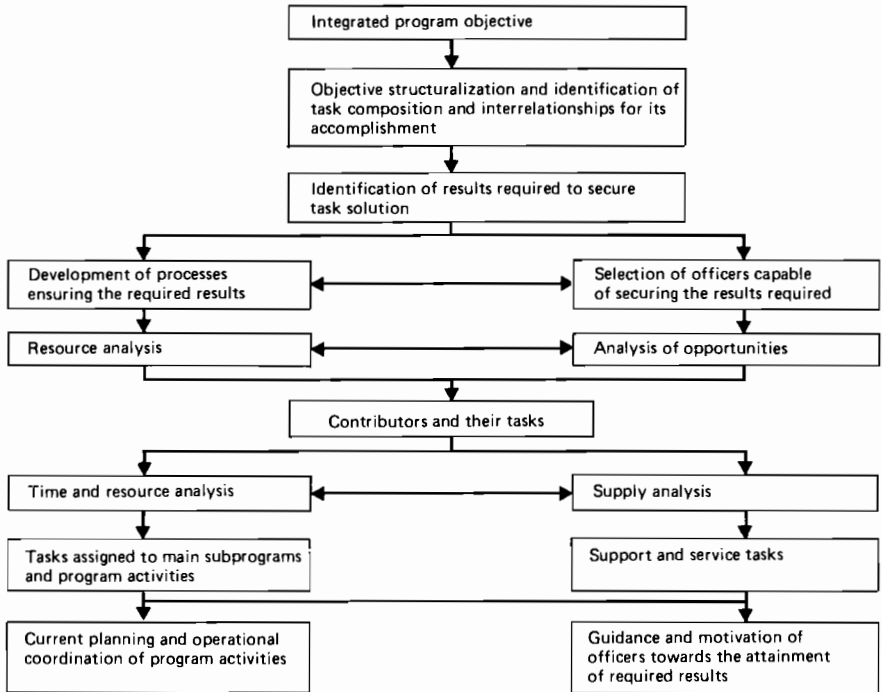 Integrated program objective
Objective structuralization and identification of
task composition and interrelationships for its
accomplishment
Identification of results required to secure
task solution
Development of processes
ensuring the required results
Selection of officers capable
of securing the results required
Resource analysis
Analysis of opportunities
Contributors and their tasks
Time and resource analysis
Supply analysis
Tasks assigned to main subprograms
and program activities
Support and service tasks
Current planning and operational
coordination of program activities
Guidance and motivation of
officers towards the attainment
of required results